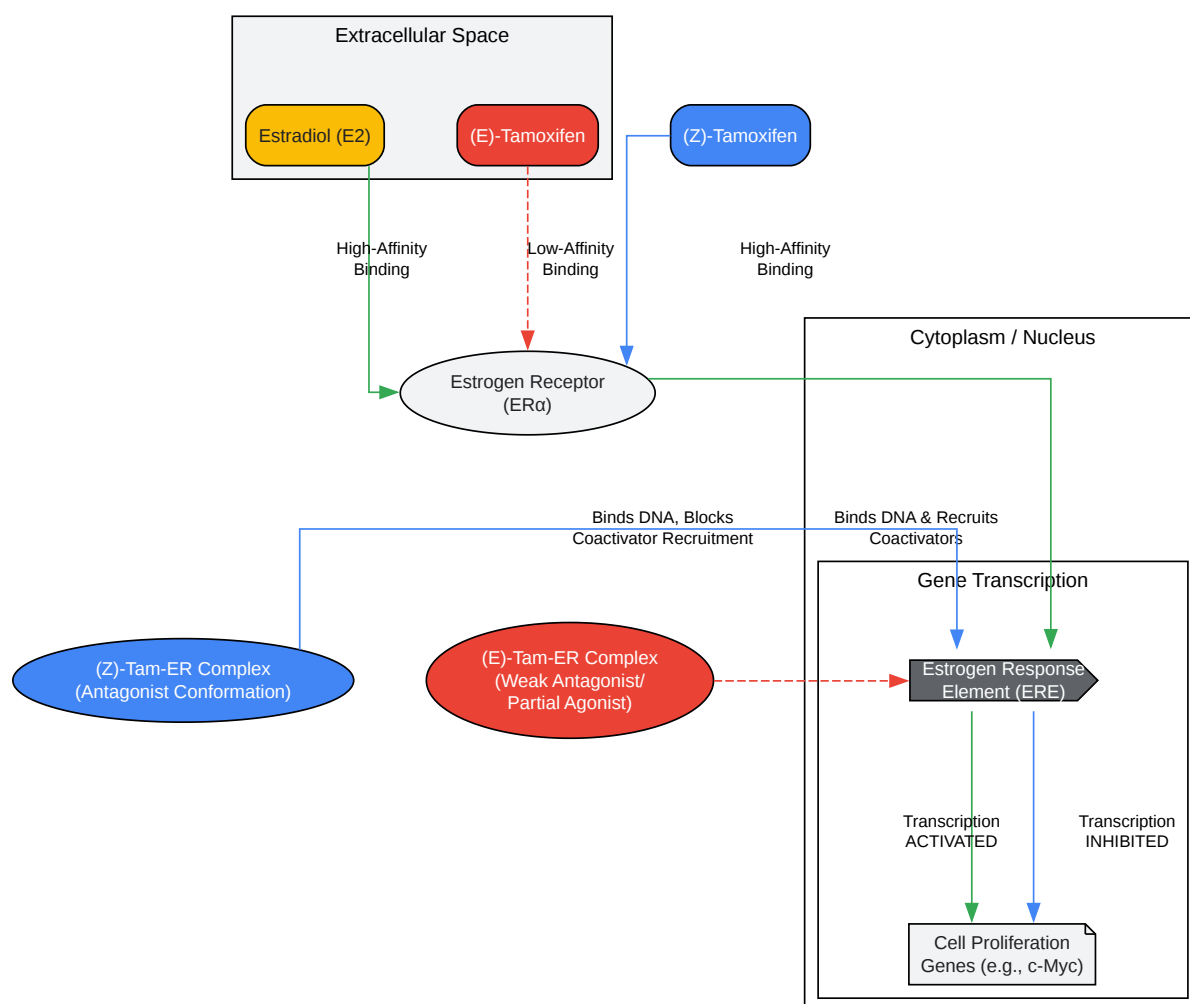 Extracellular Space
Estradiol (E2)
(E)-Tamoxifen
(Z)-Tamoxifen
High-Affinity
Binding
Low-Affinity
Binding
High-Affinity
Binding
Cytoplasm / Nucleus
Estrogen Receptor
(ERα)
Binds DNA, Blocks
Coactivator Recruitment
Binds DNA & Recruits
Coactivators
Gene Transcription
(Z)-Tam-ER Complex
(Antagonist Conformation)
(E)-Tam-ER Complex
(Weak Antagonist/
Partial Agonist)
Estrogen Response
Element (ERE)
Transcription
ACTIVATED
Transcription
INHIBITED
Cell Proliferation
Genes (e.g., c-Myc)